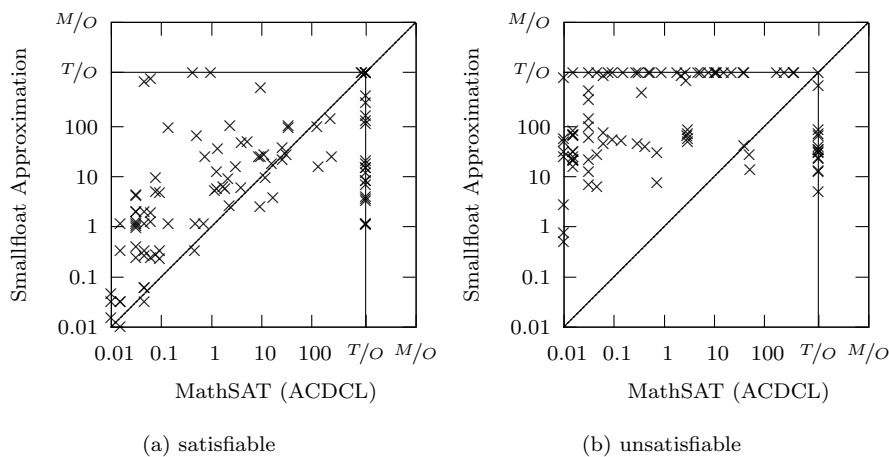 M/O
T/O
100
10
1
0.1
0.01
Smallfloat Approximation
0.01 0.1 1 10 100 T/O M/O
MathSAT (ACDCL)
(a) satisfiable
M/O
T/O
100
10
1
0.1
0.01
Smallfloat Approximation
0.01 0.1 1 10 100 T/O M/O
MathSAT (ACDCL)
(b) unsatisfiable